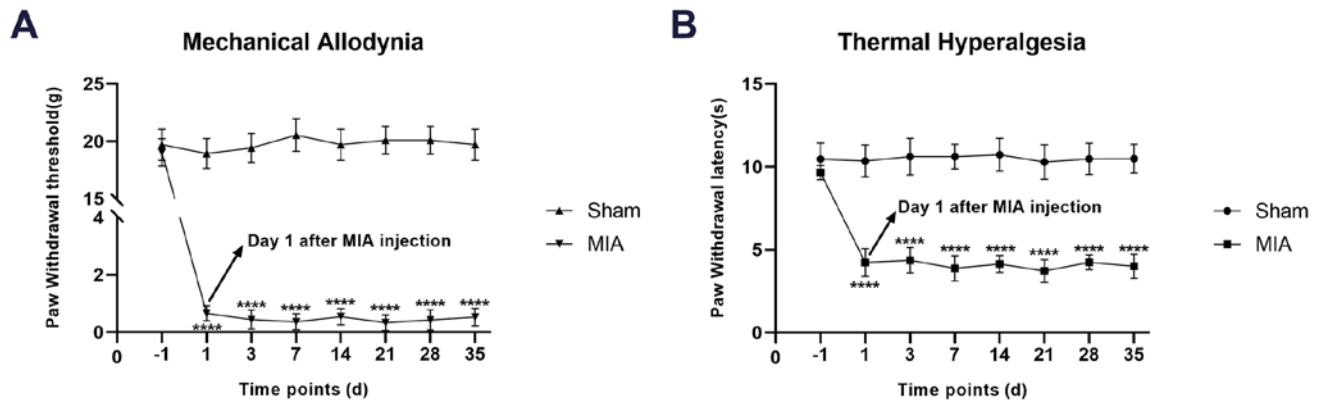 A
Mechanical Allodynia
Paw Withdrawal threshold(g)
25
20
15
4
2
0
Day 1 after MIA injection
**** **** **** **** **** **** ****
0 -1 1 3 7 14 21 28 35
Time points (d)
Sham
MIA
B
Thermal Hyperalgesia
Paw Withdrawal latency(s)
15
10
5
0
Day 1 after MIA injection
**** **** **** **** **** **** ****
0 -1 1 3 7 14 21 28 35
Time points (d)
Sham
MIA